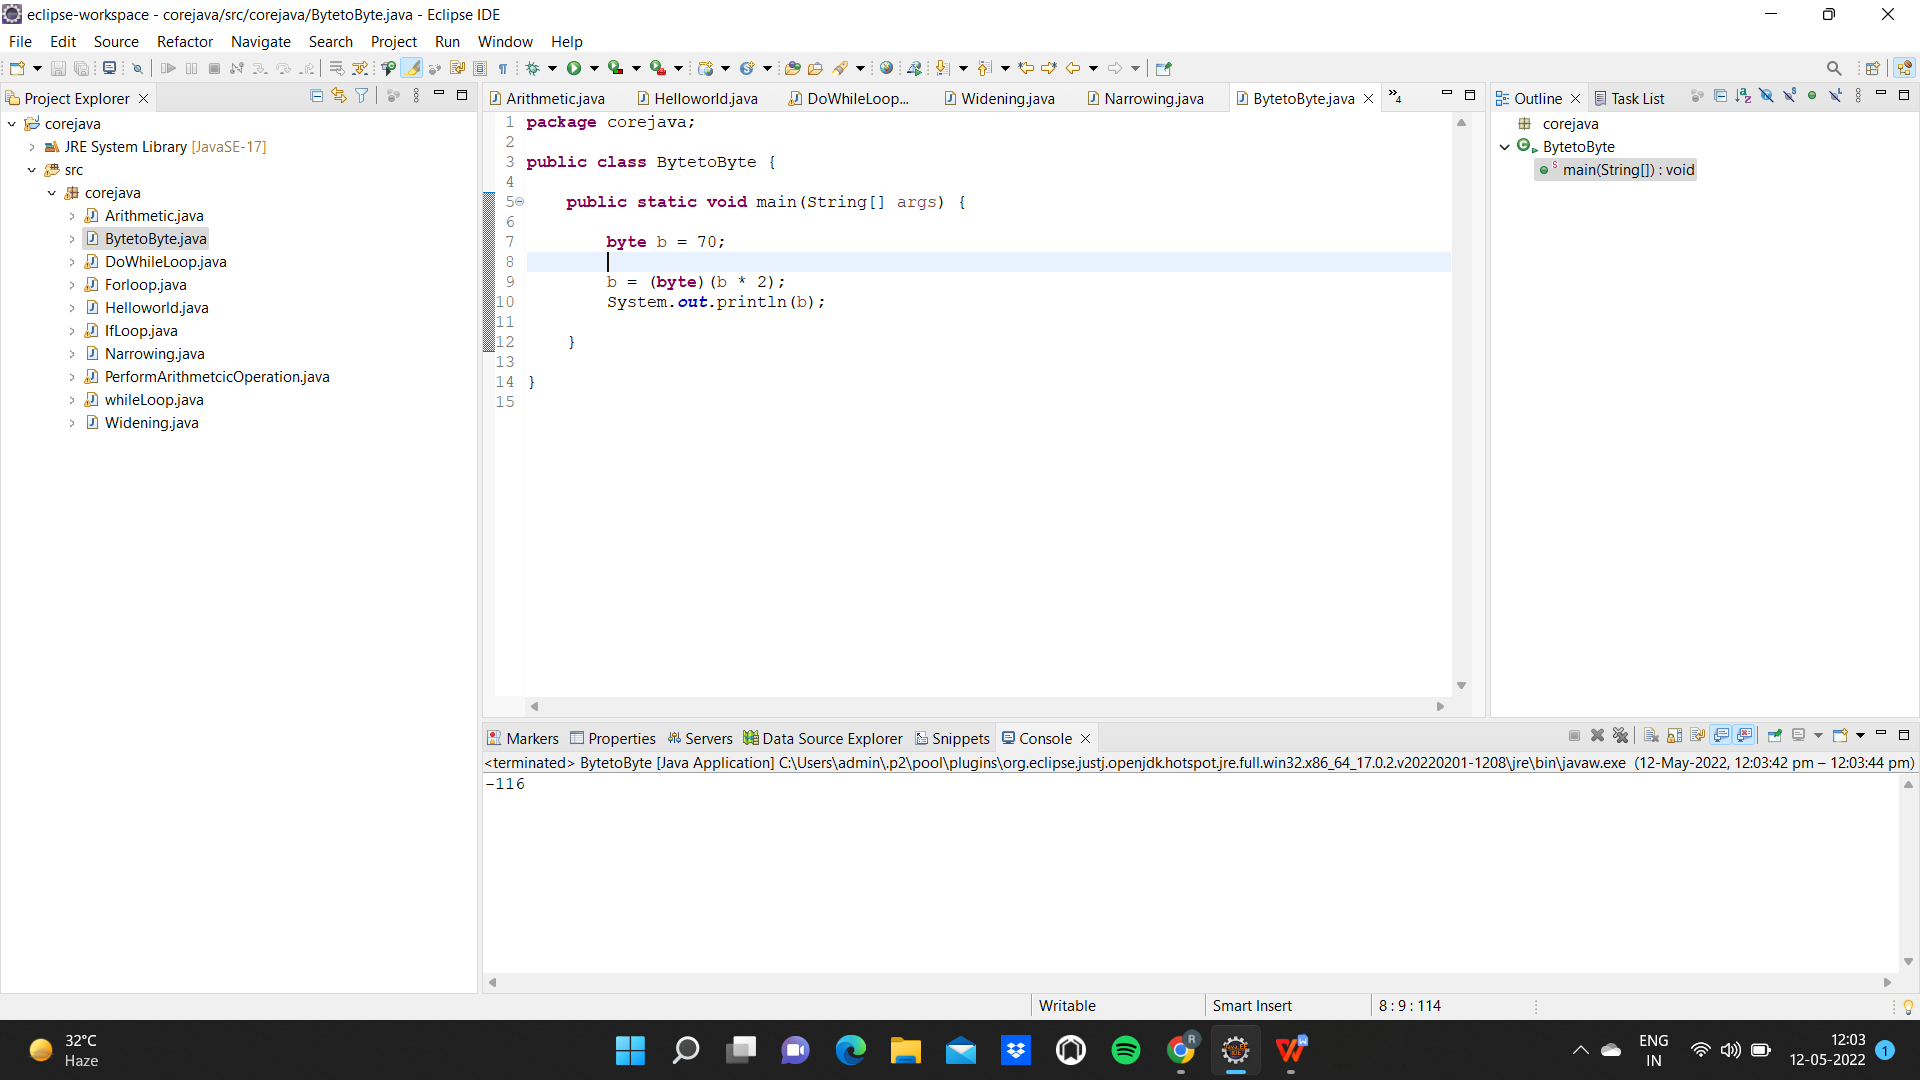 eclipse-workspace - corejava/src/corejava/BytetoByte.java - Eclipse IDE
File Edit Source Refactor Navigate Search Project Run Window Help
Project Explorer
corejava
JRE System Library [JavaSE-17]
src
corejava
Arithmetic.java
BytetoByte.java
DoWhileLoop.java
Forloop.java
Helloworld.java
IfLoop.java
Narrowing.java
PerformArithmetcicOperation.java
whileLoop.java
Widening.java
Arithmetic.java Helloworld.java DoWhileLoop... Widening.java Narrowing.java BytetoByte.java »4
1 package corejava;
2
3 public class BytetoByte {
4
5 public static void main(String[] args) {
6
7 byte b = 70;
8
9 b = (byte)(b * 2);
10 System.out.println(b);
11
12 }
13
14 }
15
Outline Task List
corejava
BytetoByte
main(String[]) : void
Markers Properties Servers Data Source Explorer Snippets Console
<terminated> BytetoByte [Java Application] C:\Users\admin\.p2\pool\plugins\org.eclipse.justj.openjdk.hotspot.jre.full.win32.x86_64_17.0.2.v20220201-1208\jre\bin\javaw.exe (12-May-2022, 12:03:42 pm – 12:03:44 pm)
-116
Writable Smart Insert 8 : 9 : 114
32°C
Haze
ENG
IN
12:03
12-05-2022
1